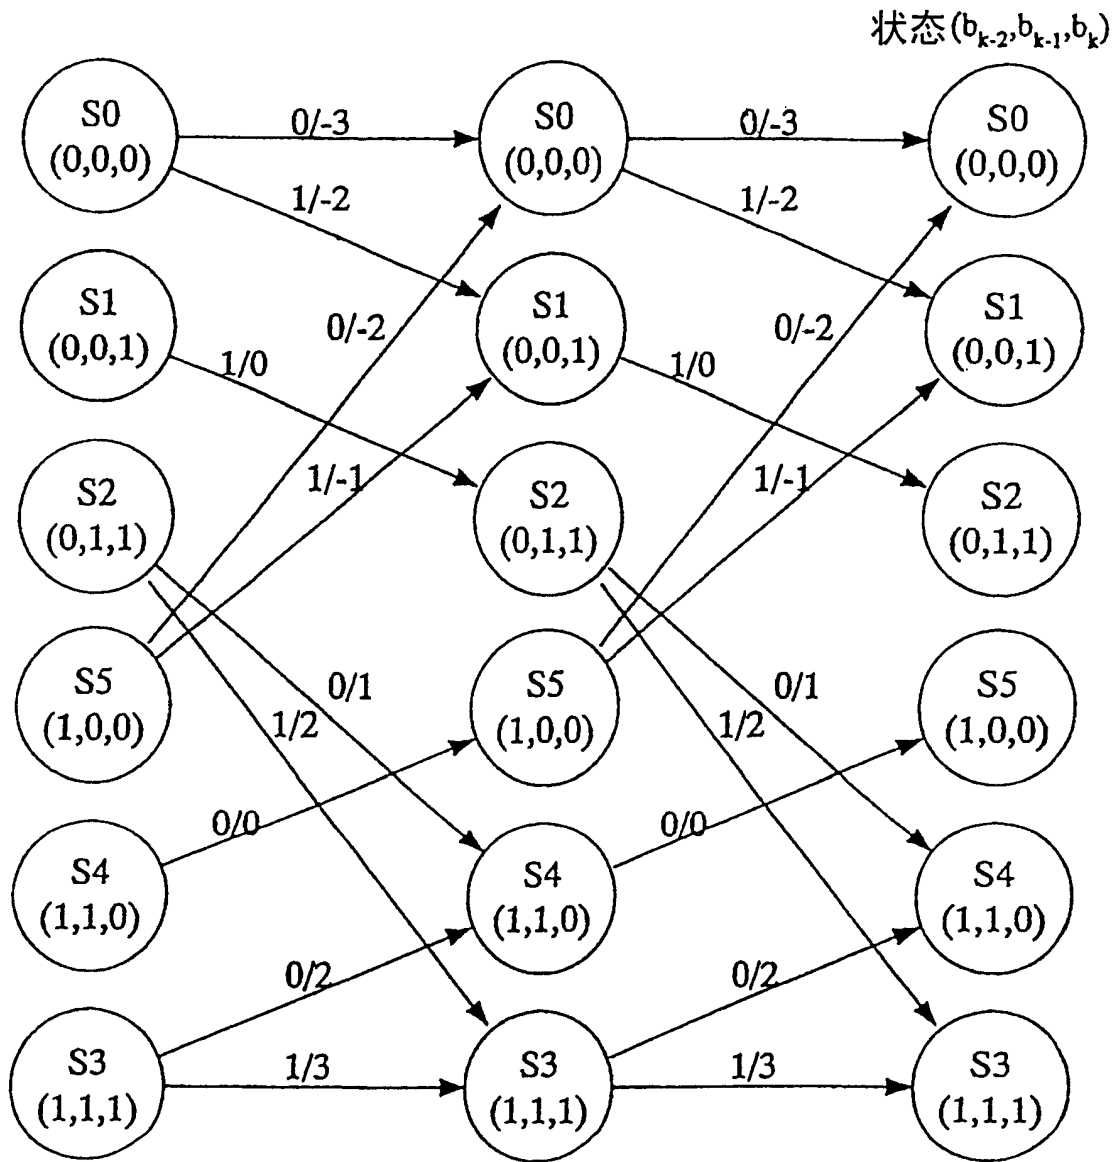 状态(b_{k-2},b_{k-1},b_k)
S0
(0,0,0)
0/-3
S0
(0,0,0)
0/-3
S0
(0,0,0)
1/-2
1/-2
S1
(0,0,1)
0/-2
S1
(0,0,1)
0/-2
S1
(0,0,1)
1/0
1/0
S2
(0,1,1)
1/-1
S2
(0,1,1)
1/-1
S2
(0,1,1)
S5
(1,0,0)
0/1
1/2
S5
(1,0,0)
0/1
1/2
S5
(1,0,0)
0/0
0/0
S4
(1,1,0)
S4
(1,1,0)
S4
(1,1,0)
0/2
0/2
S3
(1,1,1)
1/3
S3
(1,1,1)
1/3
S3
(1,1,1)